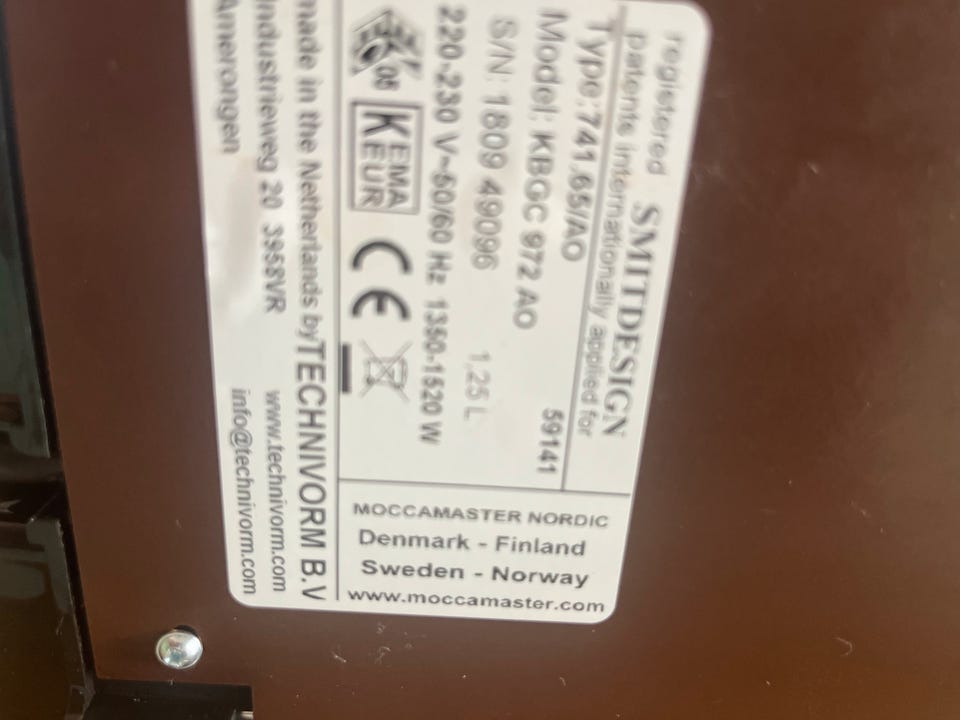 registered SMITDESIGN
patents internationally applied for
Type:741.65/AO
Model: KBGC 972 AO 59141
S/N: 1809 49096 1,25 L
220-230 V~50/60 Hz 1350-1520 W
05 KEMA KEUR CE
made in the Netherlands by TECHNIVORM B.V
Industrieweg 20 3958VR www.technivorm.com
Amerongen info@technivorm.com
MOCCAMASTER NORDIC
Denmark - Finland
Sweden - Norway
www.moccamaster.com